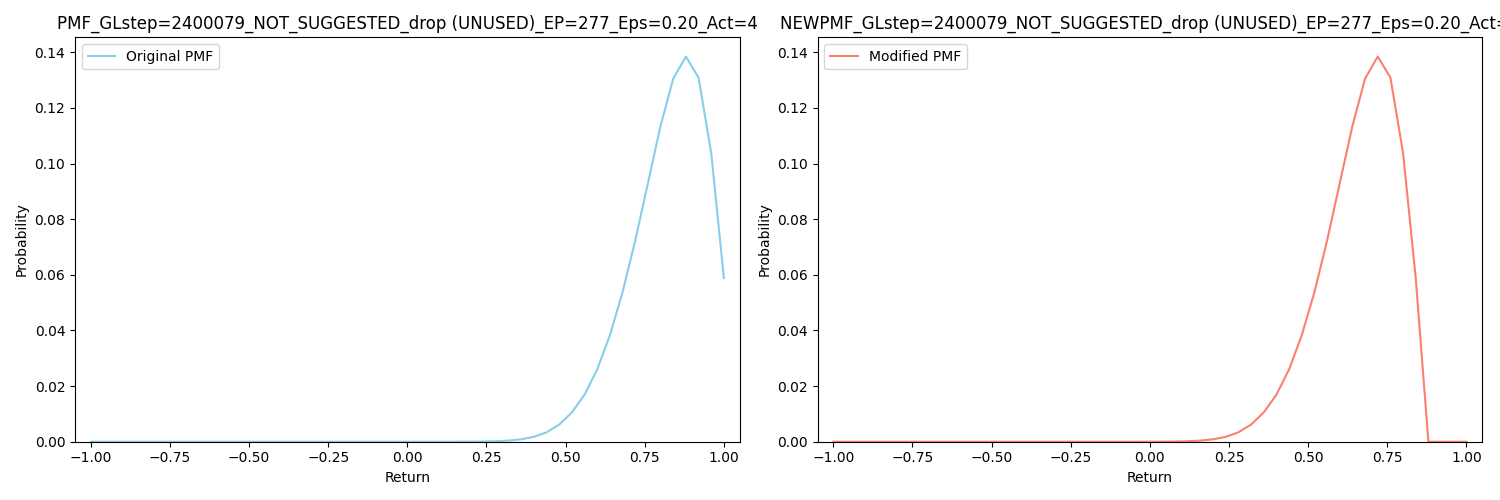 PMF_GLstep=2400079_NOT_SUGGESTED_drop (UNUSED)_EP=277_Eps=0.20_Act=4
Original PMF
0.14
0.12
0.10
0.08
0.06
0.04
0.02
0.00
Probability
−1.00 −0.75 −0.50 −0.25 0.00 0.25 0.50 0.75 1.00
Return
NEWPMF_GLstep=2400079_NOT_SUGGESTED_drop (UNUSED)_EP=277_Eps=0.20_Act=
Modified PMF
0.14
0.12
0.10
0.08
0.06
0.04
0.02
0.00
Probability
−1.00 −0.75 −0.50 −0.25 0.00 0.25 0.50 0.75 1.00
Return